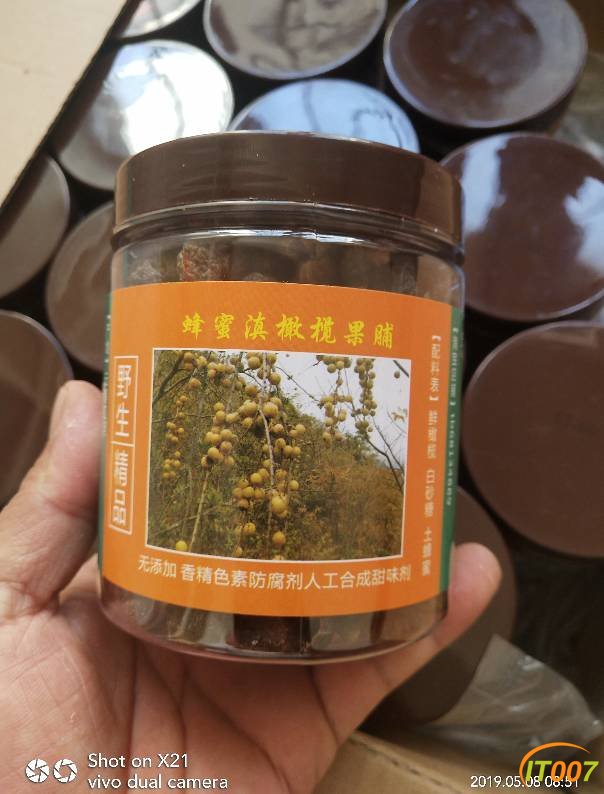 蜂蜜滇橄榄果脯
野生精品
【配料表】鲜橄榄 白砂糖 土蜂蜜
无添加 香精色素防腐剂人工合成甜味剂
Shot on X21
vivo dual camera
2019.05.08 08:51
IT007